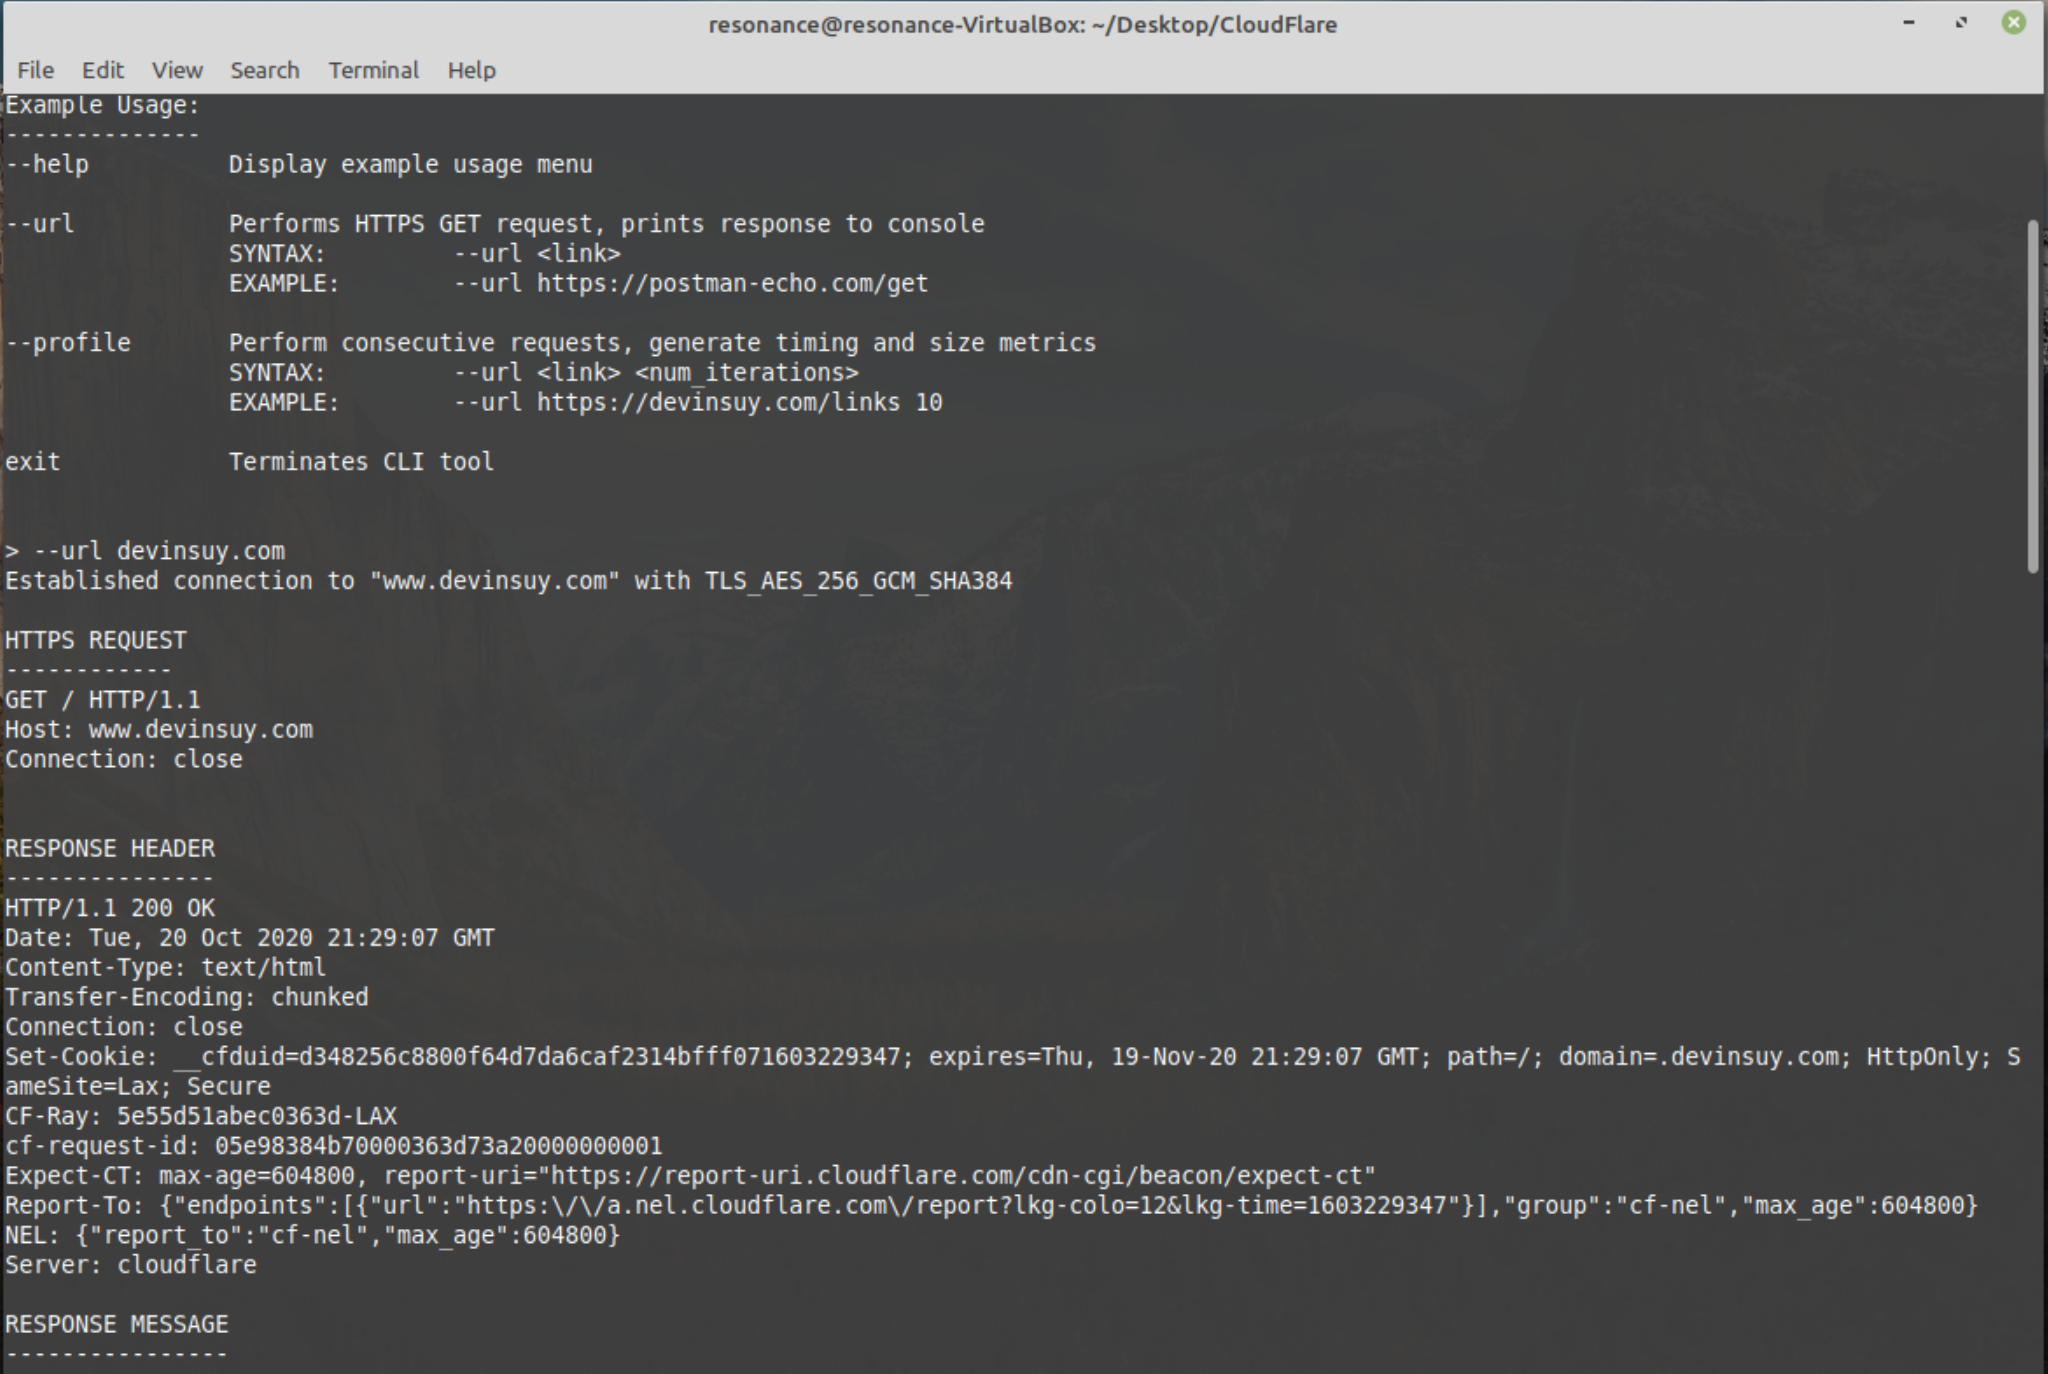 resonance@resonance-VirtualBox: ~/Desktop/CloudFlare
File Edit View Search Terminal Help
Example Usage:
--------------
--help          Display example usage menu
--url           Performs HTTPS GET request, prints response to console
                SYNTAX:         --url <link>
                EXAMPLE:        --url https://postman-echo.com/get
--profile       Perform consecutive requests, generate timing and size metrics
                SYNTAX:         --url <link> <num_iterations>
                EXAMPLE:        --url https://devinsuy.com/links 10
exit            Terminates CLI tool
> --url devinsuy.com
Established connection to "www.devinsuy.com" with TLS_AES_256_GCM_SHA384
HTTPS REQUEST
------------
GET / HTTP/1.1
Host: www.devinsuy.com
Connection: close
RESPONSE HEADER
---------------
HTTP/1.1 200 OK
Date: Tue, 20 Oct 2020 21:29:07 GMT
Content-Type: text/html
Transfer-Encoding: chunked
Connection: close
Set-Cookie: __cfduid=d348256c8800f64d7da6caf2314bfff071603229347; expires=Thu, 19-Nov-20 21:29:07 GMT; path=/; domain=.devinsuy.com; HttpOnly; S
ameSite=Lax; Secure
CF-Ray: 5e55d51abec0363d-LAX
cf-request-id: 05e98384b70000363d73a20000000001
Expect-CT: max-age=604800, report-uri="https://report-uri.cloudflare.com/cdn-cgi/beacon/expect-ct"
Report-To: {"endpoints":[{"url":"https:\/\/a.nel.cloudflare.com\/report?lkg-colo=12&lkg-time=1603229347"}],"group":"cf-nel","max_age":604800}
NEL: {"report_to":"cf-nel","max_age":604800}
Server: cloudflare
RESPONSE MESSAGE
----------------